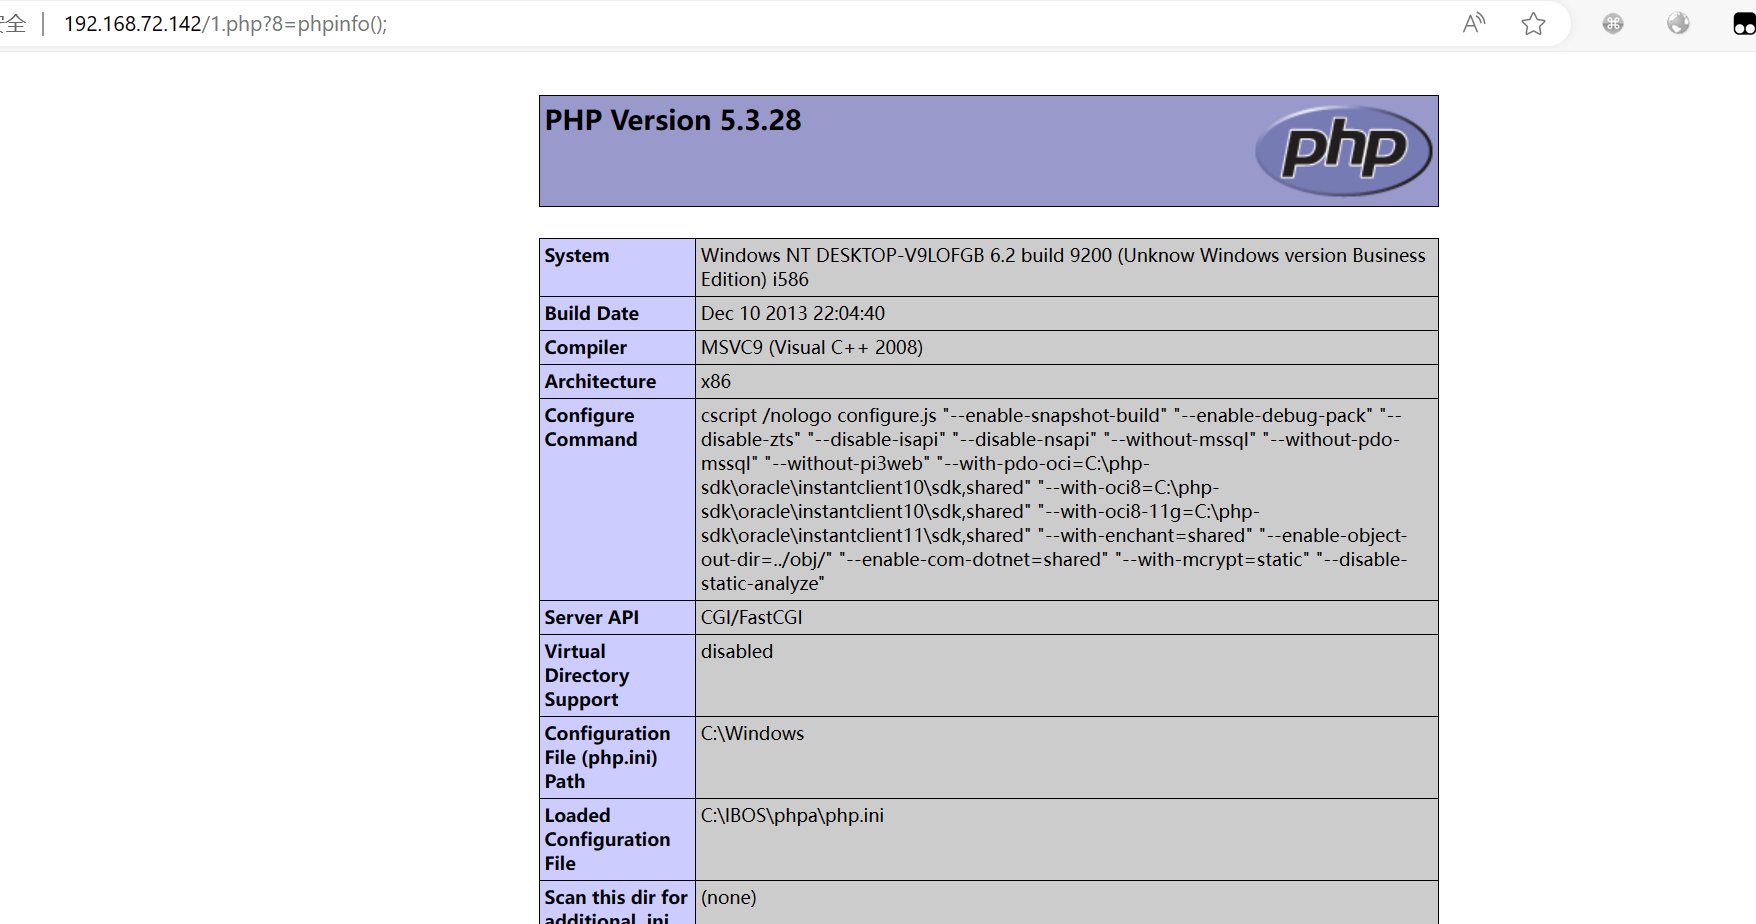 安全 | 192.168.72.142/1.php?8=phpinfo();
PHP Version 5.3.28
php
System
Windows NT DESKTOP-V9LOFGB 6.2 build 9200 (Unknow Windows version Business
Edition) i586
Build Date
Dec 10 2013 22:04:40
Compiler
MSVC9 (Visual C++ 2008)
Architecture
x86
Configure
Command
cscript /nologo configure.js "--enable-snapshot-build" "--enable-debug-pack" "--
disable-zts" "--disable-isapi" "--disable-nsapi" "--without-mssql" "--without-pdo-
mssql" "--without-pi3web" "--with-pdo-oci=C:\php-
sdk\oracle\instantclient10\sdk,shared" "--with-oci8=C:\php-
sdk\oracle\instantclient10\sdk,shared" "--with-oci8-11g=C:\php-
sdk\oracle\instantclient11\sdk,shared" "--with-enchant=shared" "--enable-object-
out-dir=../obj/" "--enable-com-dotnet=shared" "--with-mcrypt=static" "--disable-
static-analyze"
Server API
CGI/FastCGI
Virtual
Directory
Support
disabled
Configuration
File (php.ini)
Path
C:\Windows
Loaded
Configuration
File
C:\IBOS\phpa\php.ini
Scan this dir for
additional .ini
(none)